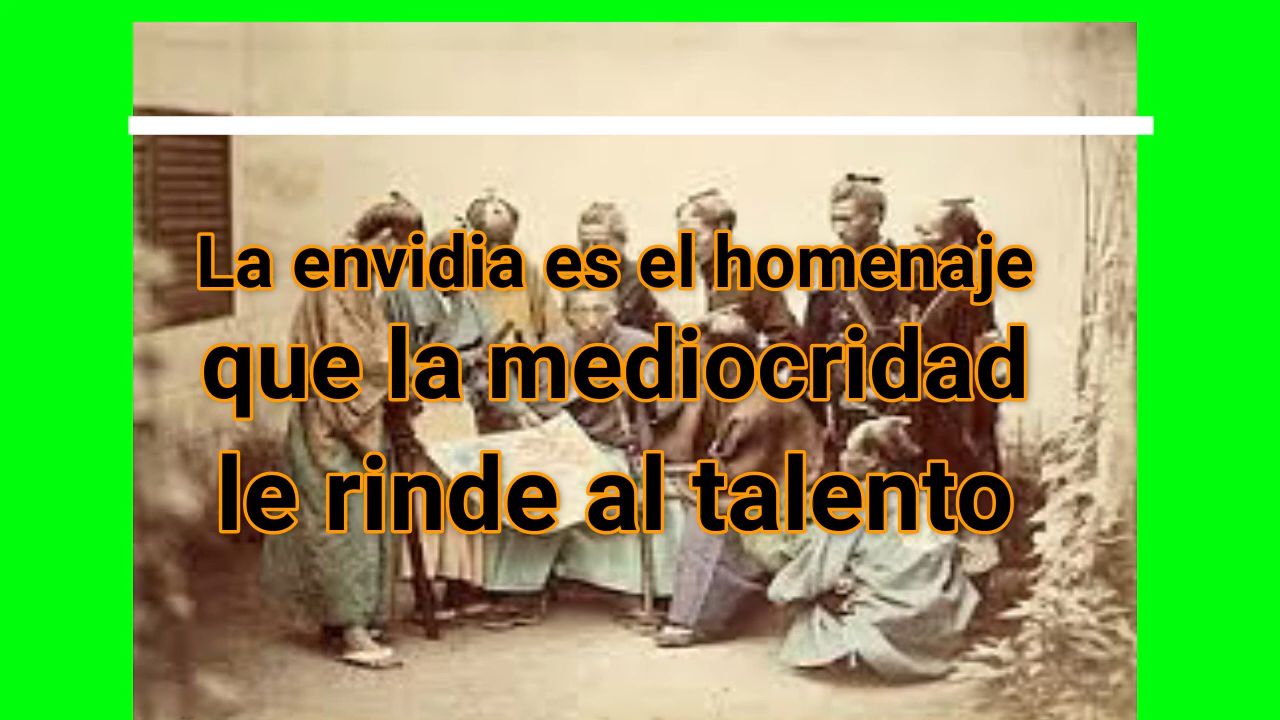 La envidia es el homenaje
que la mediocridad
le rinde al talento